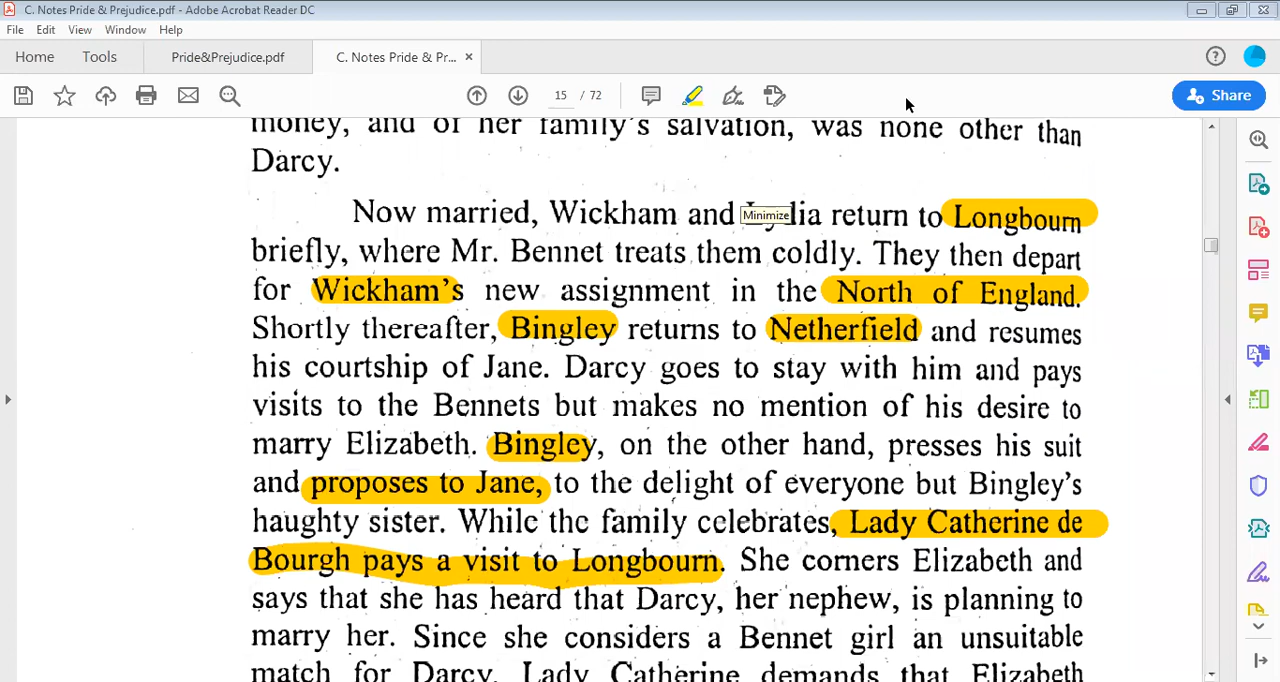 C. Notes Pride & Prejudice.pdf - Adobe Acrobat Reader DC
File Edit View Window Help
Home Tools Pride&Prejudice.pdf C. Notes Pride & Pr... ×
15 / 72 Share
money, and of her family's salvation, was none other than
Darcy.
Now married, Wickham and Lydia return to Longbourn
Minimize
briefly, where Mr. Bennet treats them coldly. They then depart
for Wickham's new assignment in the North of England.
Shortly thereafter, Bingley returns to Netherfield and resumes
his courtship of Jane. Darcy goes to stay with him and pays
visits to the Bennets but makes no mention of his desire to
marry Elizabeth. Bingley, on the other hand, presses his suit
and proposes to Jane, to the delight of everyone but Bingley's
haughty sister. While the family celebrates, Lady Catherine de
Bourgh pays a visit to Longbourn. She corners Elizabeth and
says that she has heard that Darcy, her nephew, is planning to
marry her. Since she considers a Bennet girl an unsuitable
match for Darcy, Lady Catherine demands that Elizabeth